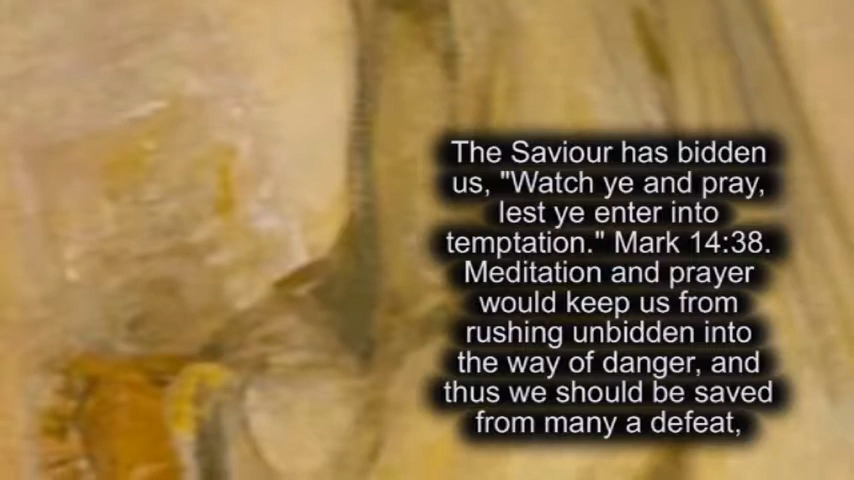 The Saviour has bidden
us, "Watch ye and pray,
lest ye enter into
temptation." Mark 14:38.
Meditation and prayer
would keep us from
rushing unbidden into
the way of danger, and
thus we should be saved
from many a defeat,